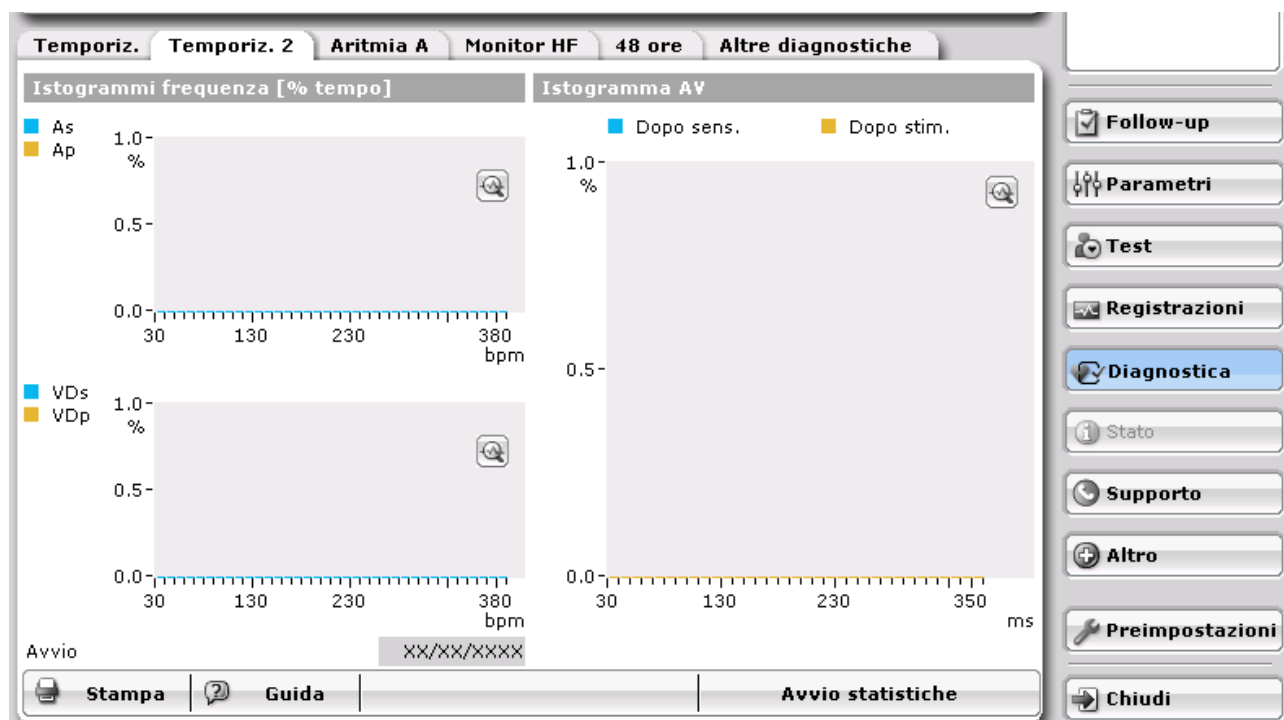 Temporiz. Temporiz. 2 Aritmia A Monitor HF 48 ore Altre diagnostiche
Istogrammi frequenza [% tempo]
As
Ap
1.0
%
0.5
0.0
30 130 230 380
bpm
VDs
VDp
1.0
%
0.5
0.0
30 130 230 380
bpm
Avvio XX/XX/XXXX
Istogramma AV
Dopo sens. Dopo stim.
1.0
%
0.5
0.0
30 130 230 350
ms
Stampa Guida Avvio statistiche
Follow-up
Parametri
Test
Registrazioni
Diagnostica
Stato
Supporto
Altro
Preimpostazioni
Chiudi